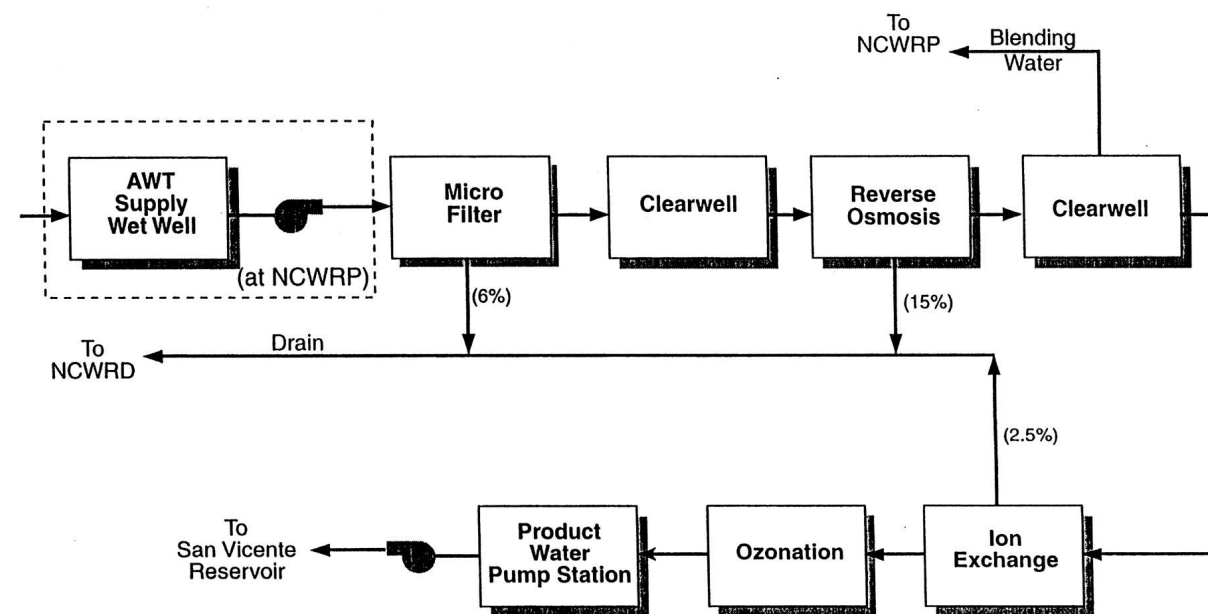 To
NCWRP
Blending
Water
AWT
Supply
Wet Well
(at NCWRP)
Micro
Filter
Clearwell
Reverse
Osmosis
Clearwell
(6%)
(15%)
To
NCWRD
Drain
(2.5%)
To
San Vicente
Reservoir
Product
Water
Pump Station
Ozonation
Ion
Exchange